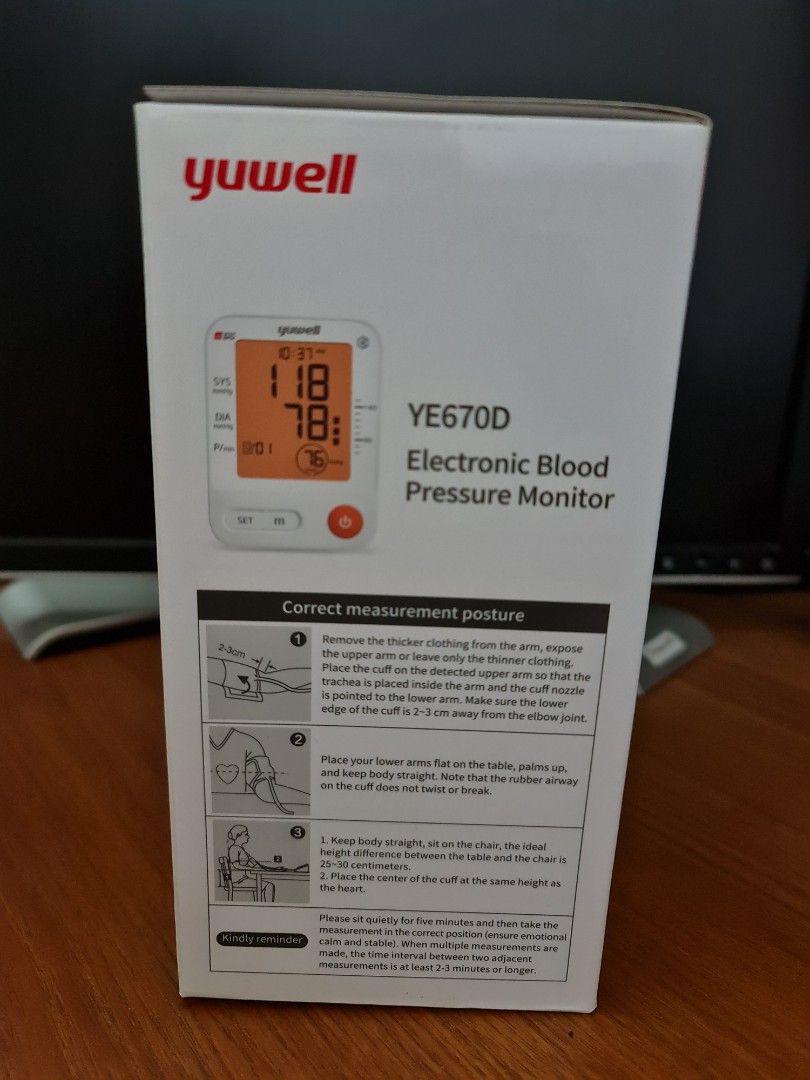 yuwell
yuwell
10:37
SYS
mmHg
118
DIA
mmHg
78
P/min
01
76
SET m
YE670D
Electronic Blood
Pressure Monitor
Correct measurement posture
1
2-3cm
Remove the thicker clothing from the arm, expose
the upper arm or leave only the thinner clothing.
Place the cuff on the detected upper arm so that the
trachea is placed inside the arm and the cuff nozzle
is pointed to the lower arm. Make sure the lower
edge of the cuff is 2~3 cm away from the elbow joint.
2
Place your lower arms flat on the table, palms up,
and keep body straight. Note that the rubber airway
on the cuff does not twist or break.
3
2
1. Keep body straight, sit on the chair, the ideal
height difference between the table and the chair is
25~30 centimeters.
2. Place the center of the cuff at the same height as
the heart.
Kindly reminder
Please sit quietly for five minutes and then take the
measurement in the correct position (ensure emotional
calm and stable). When multiple measurements are
made, the time interval between two adjacent
measurements is at least 2-3 minutes or longer.